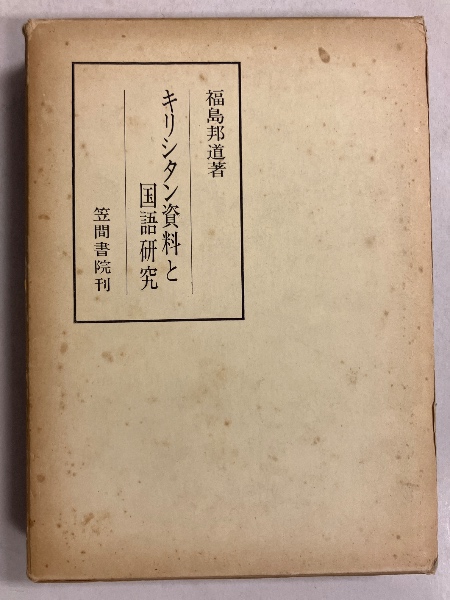 福島邦道著
キリシタン資料と
国語研究
笠間書院刊